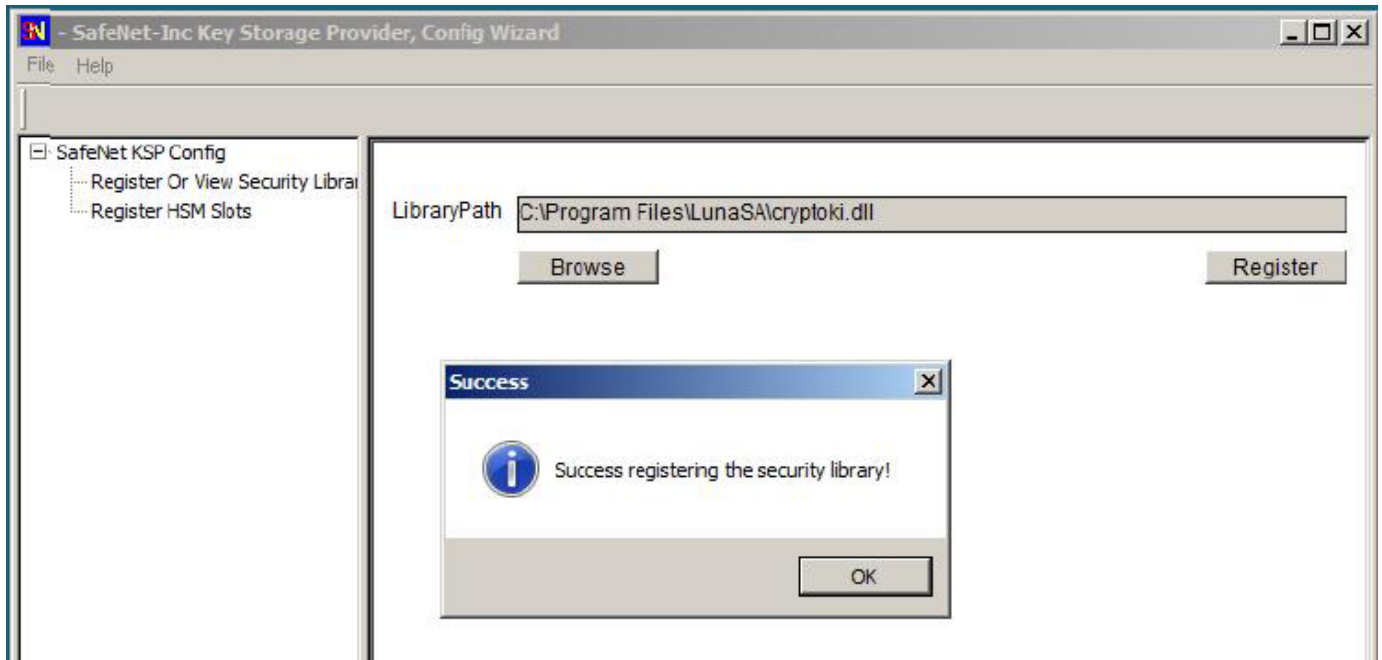 SN - SafeNet-Inc Key Storage Provider, Config Wizard
File Help
SafeNet KSP Config
Register Or View Security Librar
Register HSM Slots
LibraryPath C:\Program Files\LunaSA\cryptoki.dll
Browse Register
Success
Success registering the security library!
OK